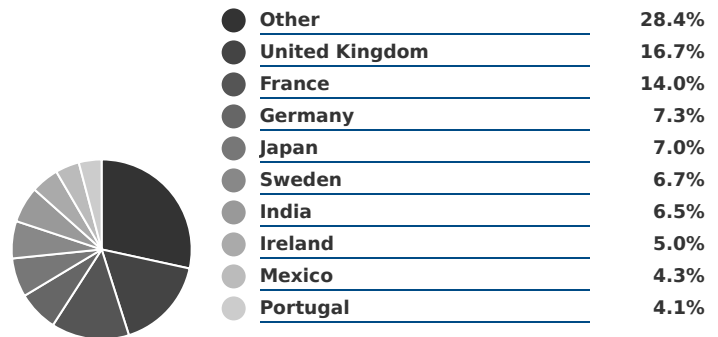 Other 28.4%
United Kingdom 16.7%
France 14.0%
Germany 7.3%
Japan 7.0%
Sweden 6.7%
India 6.5%
Ireland 5.0%
Mexico 4.3%
Portugal 4.1%